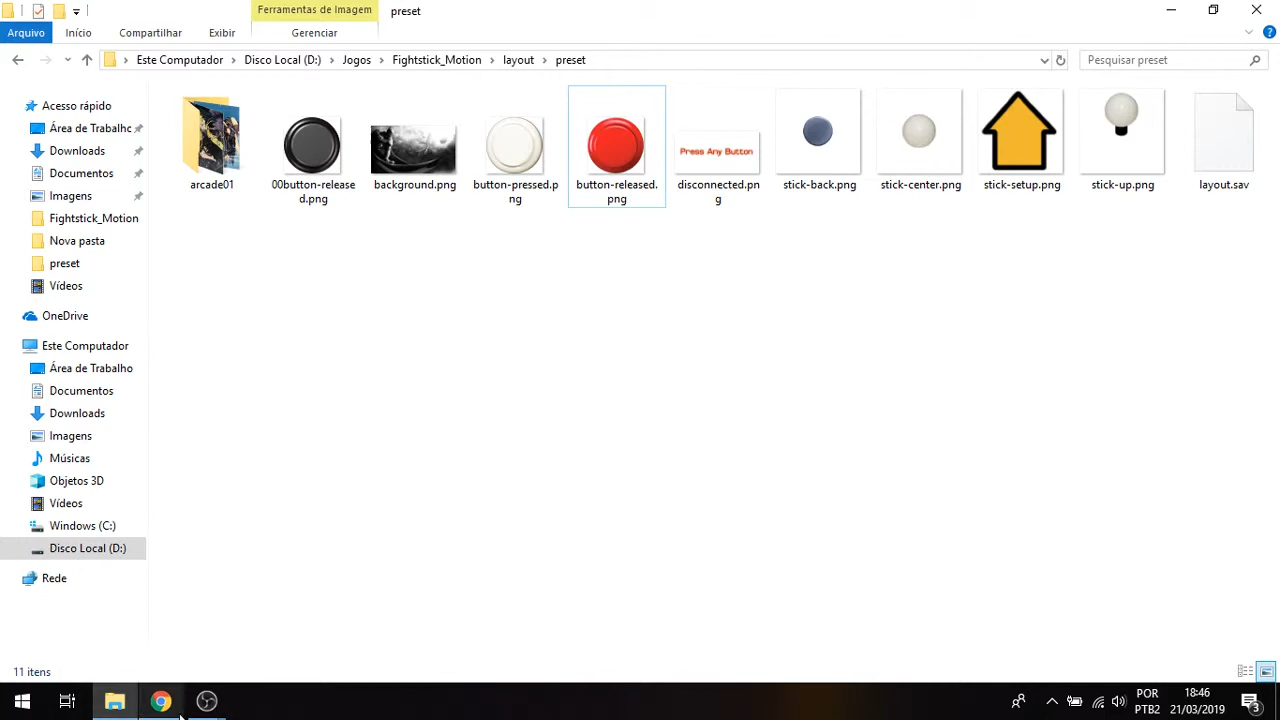 Ferramentas de Imagem
preset
Arquivo
Início
Compartilhar
Exibir
Gerenciar
Este Computador
Disco Local (D:)
Jogos
Fightstick_Motion
layout
preset
Pesquisar preset
Acesso rápido
Área de Trabalho
Downloads
Documentos
Imagens
Fightstick_Motion
Nova pasta
preset
Vídeos
OneDrive
Este Computador
Área de Trabalho
Documentos
Downloads
Imagens
Músicas
Objetos 3D
Vídeos
Windows (C:)
Disco Local (D:)
Rede
arcade01
00button-release
d.png
background.png
button-pressed.p
ng
button-released.
png
Press Any Button
disconnected.pn
g
stick-back.png
stick-center.png
stick-setup.png
stick-up.png
layout.sav
11 itens
POR
PTB2
18:46
21/03/2019
3